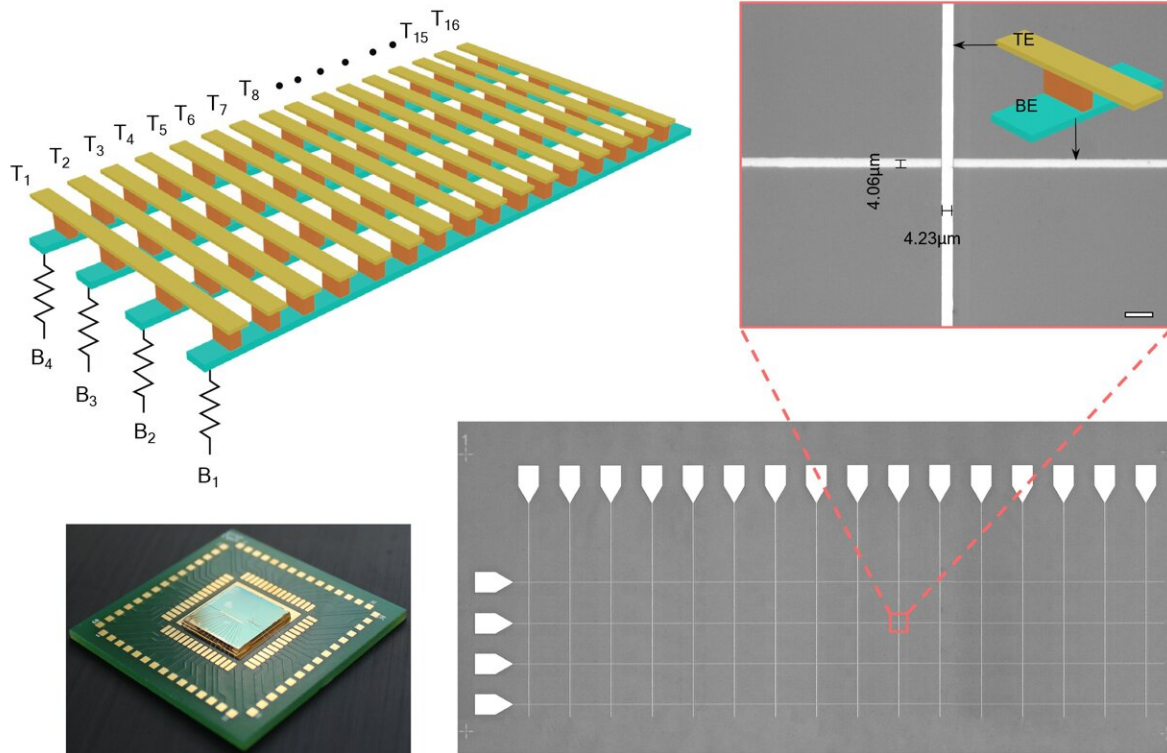 T₁
T₂
T₃
T₄
T₅
T₆
T₇
T₈
T₁₅
T₁₆
B₄
B₃
B₂
B₁
TE
BE
4.06µm
4.23µm
1